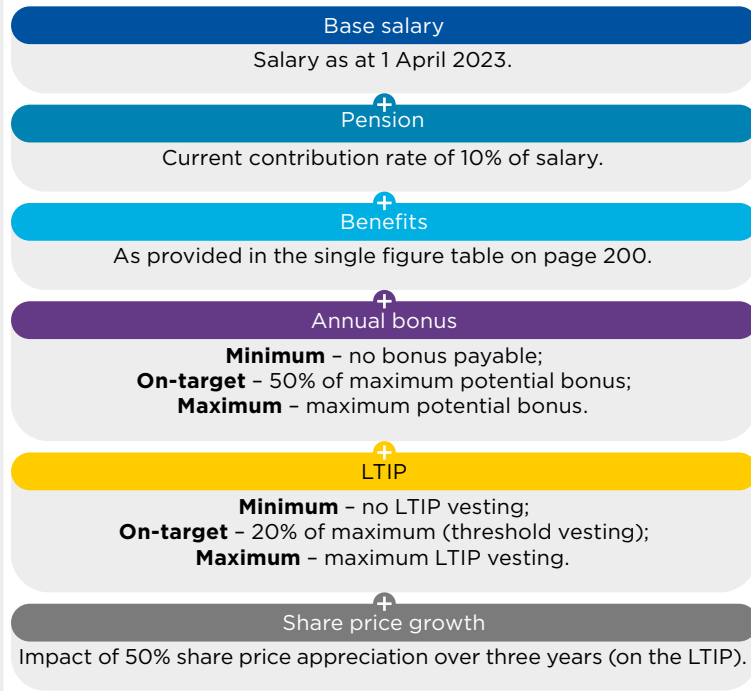 Base salary
Salary as at 1 April 2023.
+
Pension
Current contribution rate of 10% of salary.
+
Benefits
As provided in the single figure table on page 200.
+
Annual bonus
Minimum – no bonus payable;
On-target – 50% of maximum potential bonus;
Maximum – maximum potential bonus.
+
LTIP
Minimum – no LTIP vesting;
On-target – 20% of maximum (threshold vesting);
Maximum – maximum LTIP vesting.
+
Share price growth
Impact of 50% share price appreciation over three years (on the LTIP).